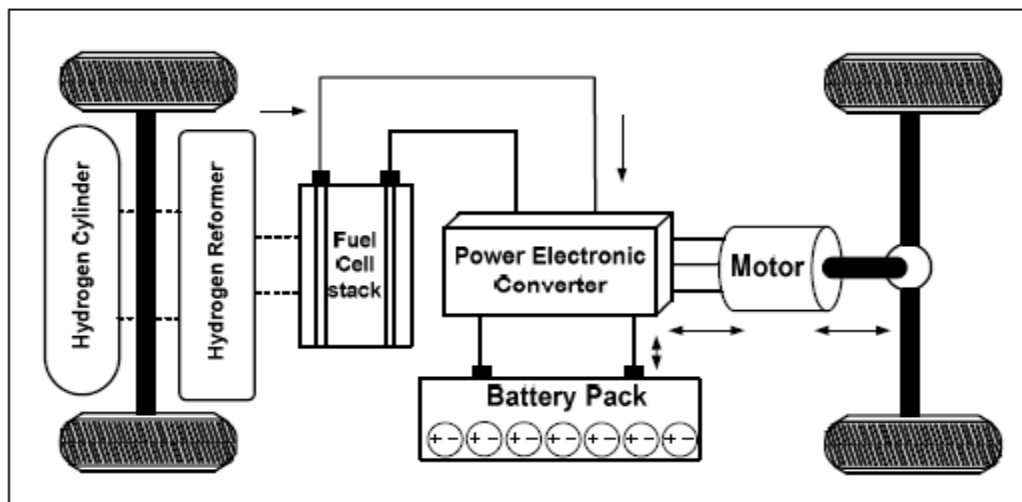 Hydrogen Cylinder
Hydrogen Reformer
Fuel
Cell
stack
Power Electronic
Converter
Motor
Battery Pack
+ - + - + - + - + - + - + -